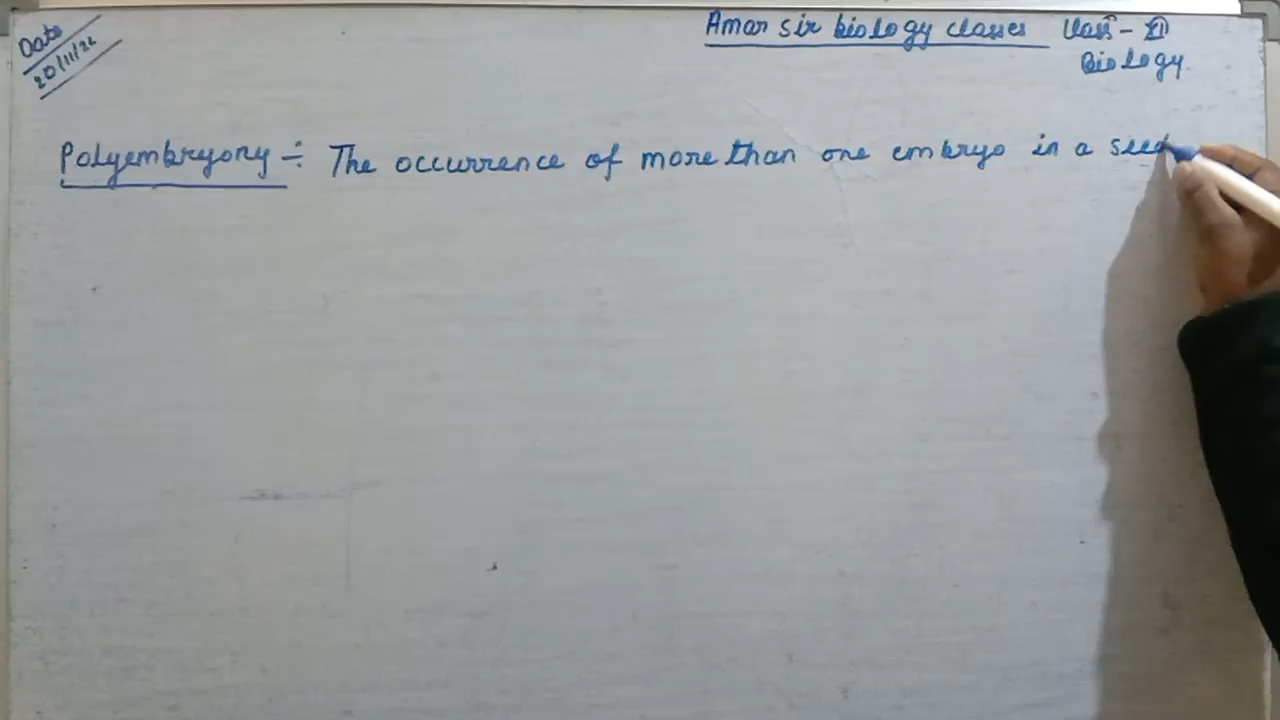 Date
20/11/22
Amar sir biology classes Class - XII
Biology
Polyembryony ÷ The occurrence of more than one embryo in a seed